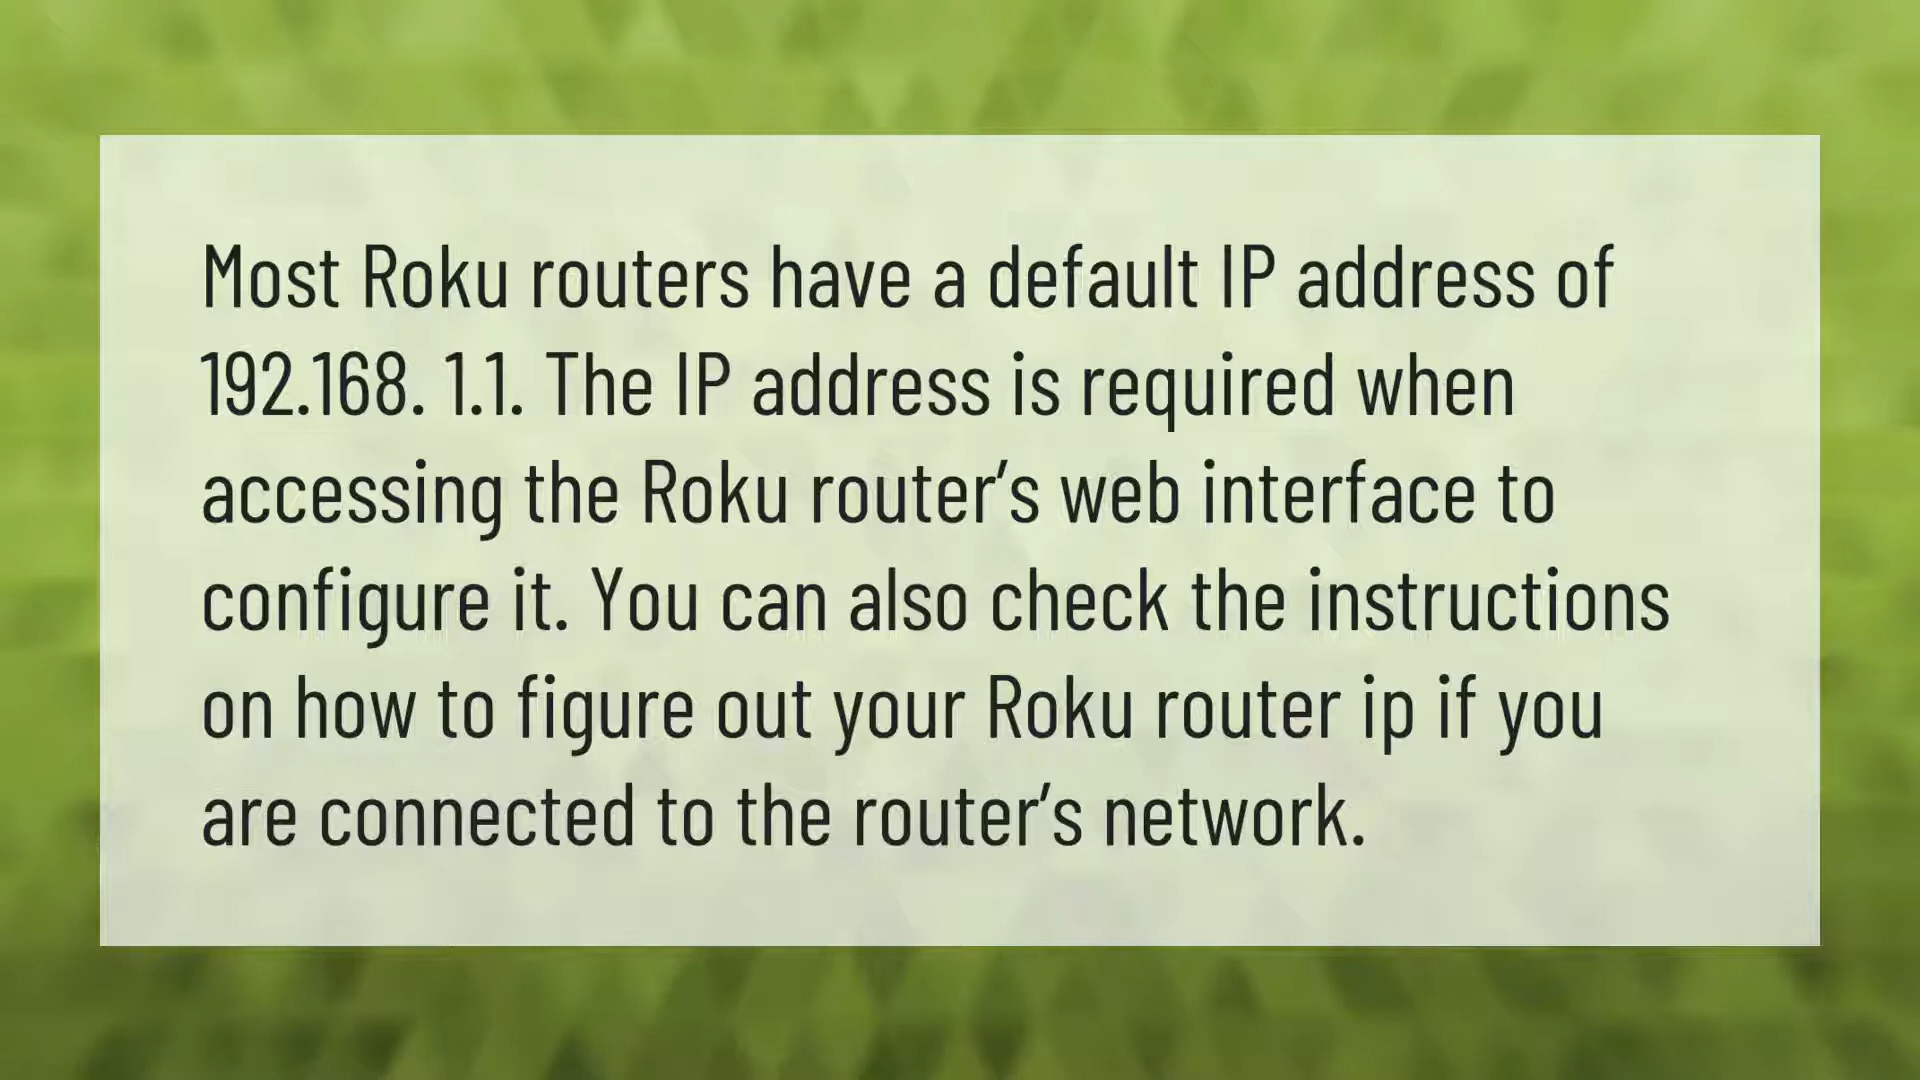 Most Roku routers have a default IP address of
192.168. 1.1. The IP address is required when
accessing the Roku router’s web interface to
configure it. You can also check the instructions
on how to figure out your Roku router ip if you
are connected to the router’s network.